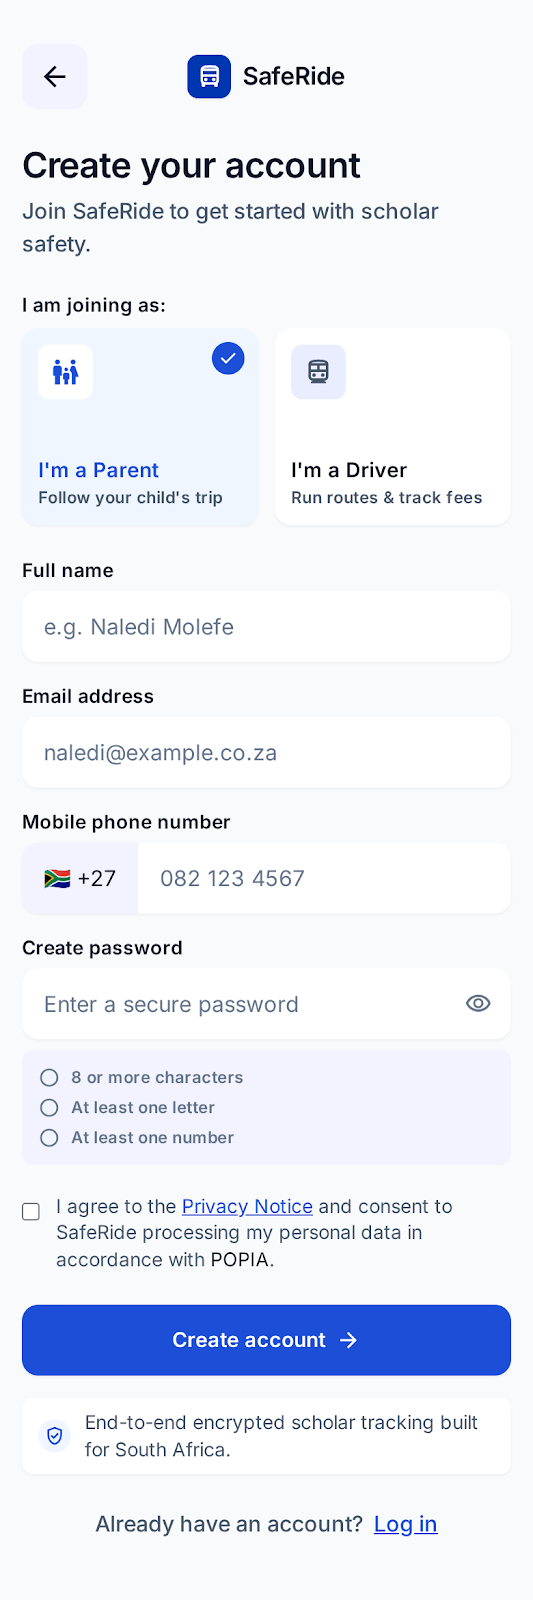 SafeRide
Create your account
Join SafeRide to get started with scholar
safety.
I am joining as:
I'm a Parent
Follow your child's trip
I'm a Driver
Run routes & track fees
Full name
e.g. Naledi Molefe
Email address
naledi@example.co.za
Mobile phone number
🇿🇦 +27
082 123 4567
Create password
Enter a secure password
8 or more characters
At least one letter
At least one number
I agree to the Privacy Notice and consent to
SafeRide processing my personal data in
accordance with POPIA.
Create account →
End-to-end encrypted scholar tracking built
for South Africa.
Already have an account? Log in